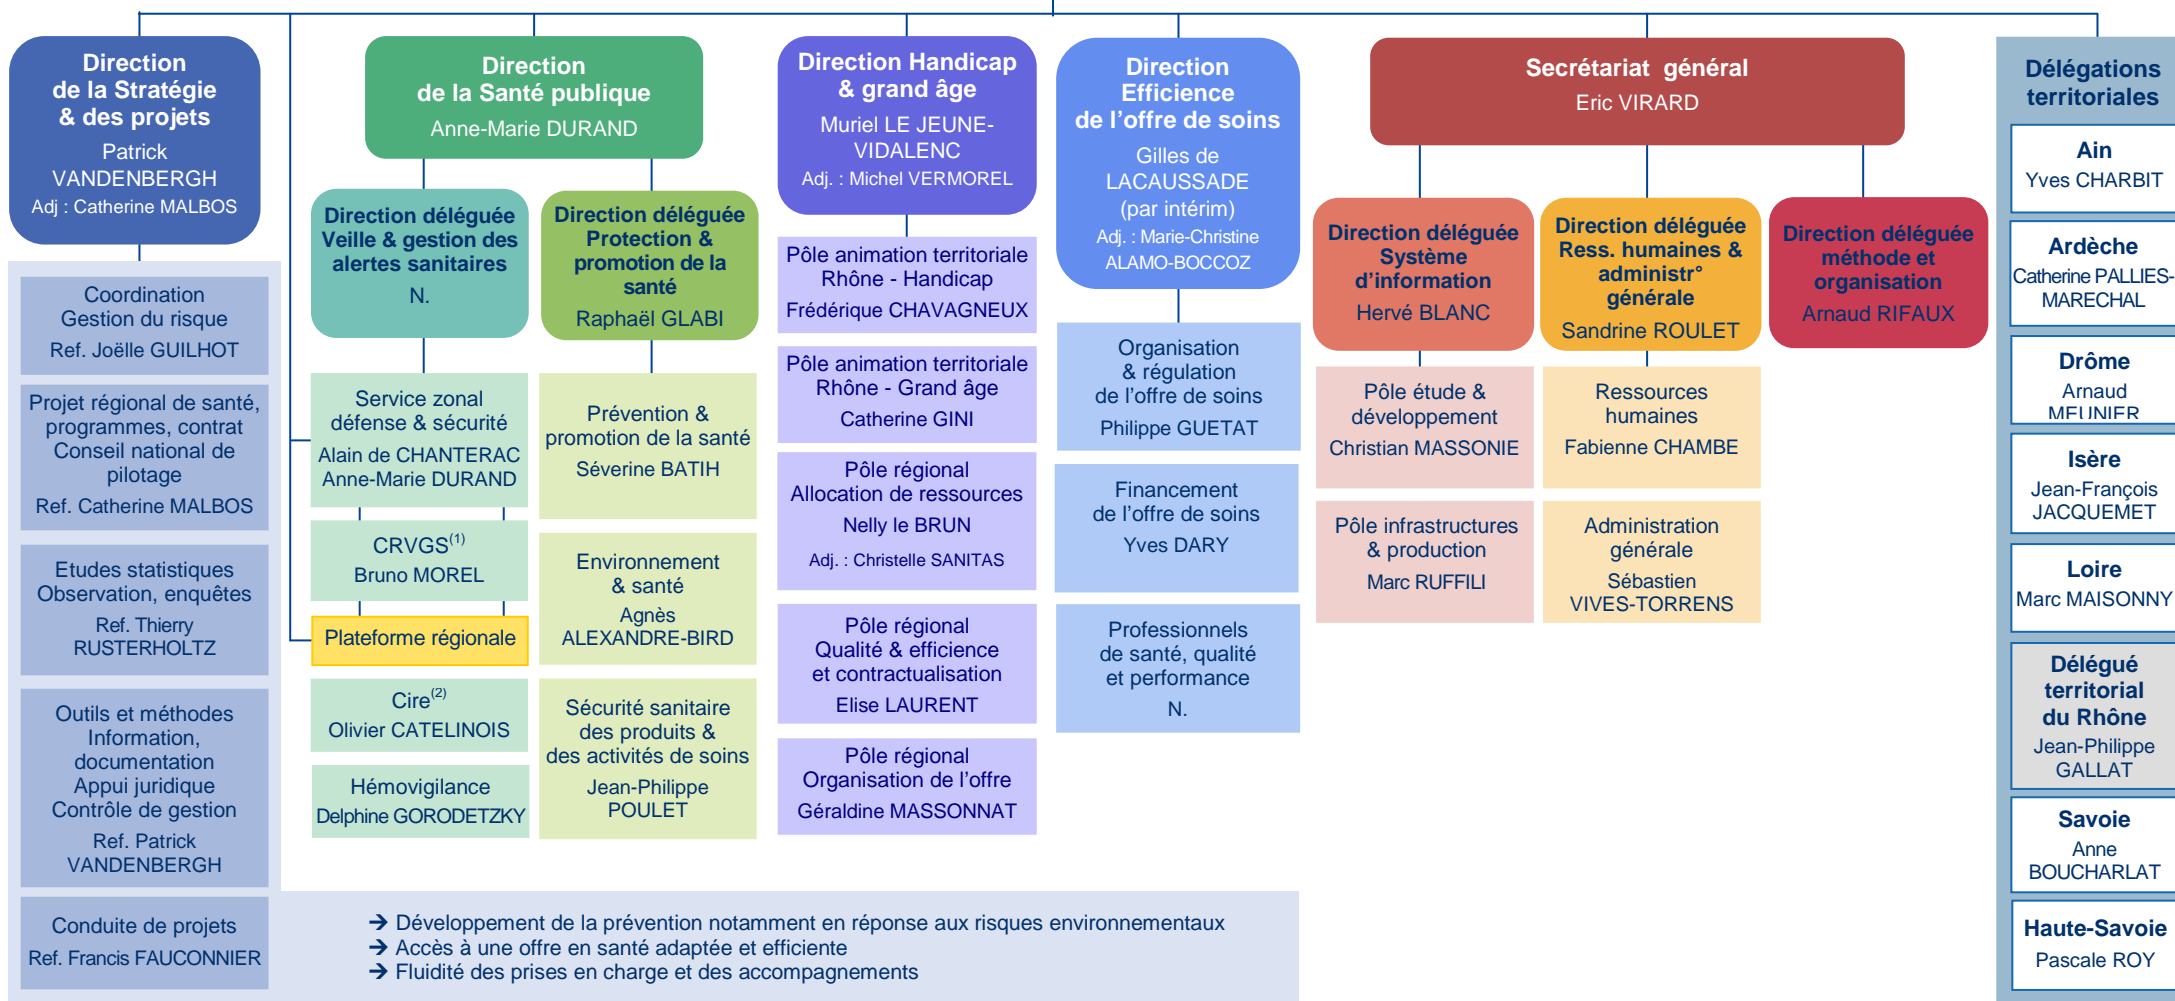 Direction
de la Stratégie
& des projets
Patrick
VANDENBERGH
Adj : Catherine MALBOS
Coordination
Gestion du risque
Ref. Joëlle GUILHOT
Projet régional de santé,
programmes, contrat
Conseil national de
pilotage
Ref. Catherine MALBOS
Etudes statistiques
Observation, enquêtes
Ref. Thierry
RUSTERHOLTZ
Outils et méthodes
Information,
documentation
Appui juridique
Contrôle de gestion
Ref. Patrick
VANDENBERGH
Conduite de projets
Ref. Francis FAUCONNIER
Direction
de la Santé publique
Anne-Marie DURAND
Direction déléguée
Veille & gestion des
alertes sanitaires
N.
Service zonal
défense & sécurité
Alain de CHANTERAC
Anne-Marie DURAND
CRVGS(1)
Bruno MOREL
Plateforme régionale
Cire(2)
Olivier CATELINOIS
Hémovigilance
Delphine GORODETZKY
Direction déléguée
Protection &
promotion de la
santé
Raphaël GLABI
Prévention &
promotion de la santé
Séverine BATIH
Environnement
& santé
Agnès
ALEXANDRE-BIRD
Sécurité sanitaire
des produits &
des activités de soins
Jean-Philippe
POULET
Direction Handicap
& grand âge
Muriel LE JEUNE-
VIDALENC
Adj. : Michel VERMOREL
Pôle animation territoriale
Rhône - Handicap
Frédérique CHAVAGNEUX
Pôle animation territoriale
Rhône - Grand âge
Catherine GINI
Pôle régional
Allocation de ressources
Nelly le BRUN
Adj. : Christelle SANITAS
Pôle régional
Qualité & efficience
et contractualisation
Elise LAURENT
Pôle régional
Organisation de l'offre
Géraldine MASSONNAT
Direction
Efficience
de l'offre de soins
Gilles de
LACAUSSADE
(par intérim)
Adj. : Marie-Christine
ALAMO-BOCCOZ
Organisation
& régulation
de l'offre de soins
Philippe GUETAT
Financement
de l'offre de soins
Yves DARY
Professionnels
de santé, qualité
et performance
N.
Secrétariat général
Eric VIRARD
Direction déléguée
Système
d'information
Hervé BLANC
Pôle étude &
développement
Christian MASSONIE
Pôle infrastructures
& production
Marc RUFFILI
Direction déléguée
Ress. humaines &
administr°
générale
Sandrine ROULET
Ressources
humaines
Fabienne CHAMBE
Administration
générale
Sébastien
VIVES-TORRENS
Direction déléguée
méthode et
organisation
Arnaud RIFAUX
Délégations
territoriales
Ain
Yves CHARBIT
Ardèche
Catherine PALLIES-
MARECHAL
Drôme
Arnaud
MEUNIER
Isère
Jean-François
JACQUEMET
Loire
Marc MAISONNY
Délégué
territorial
du Rhône
Jean-Philippe
GALLAT
Savoie
Anne
BOUCHARLAT
Haute-Savoie
Pascale ROY
→ Développement de la prévention notamment en réponse aux risques environnementaux
→ Accès à une offre en santé adaptée et efficiente
→ Fluidité des prises en charge et des accompagnements